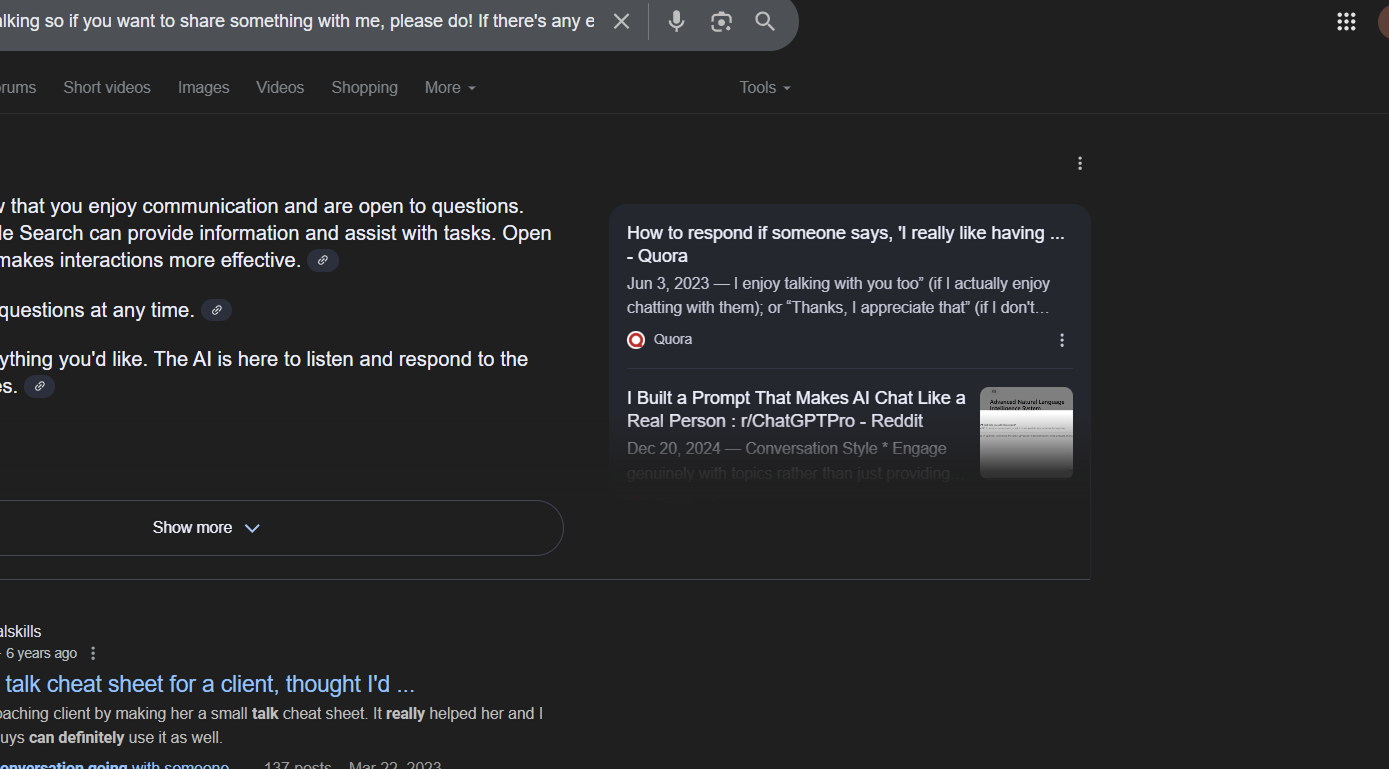 alking so if you want to share something with me, please do! If there's any e
orums Short videos Images Videos Shopping More Tools
w that you enjoy communication and are open to questions.
le Search can provide information and assist with tasks. Open
makes interactions more effective.
questions at any time.
ything you'd like. The AI is here to listen and respond to the
es.
Show more
How to respond if someone says, 'I really like having ...
- Quora
Jun 3, 2023 — I enjoy talking with you too” (if I actually enjoy
chatting with them); or “Thanks, I appreciate that” (if I don't…
Quora
I Built a Prompt That Makes AI Chat Like a
Real Person : r/ChatGPTPro - Reddit
Advanced Natural Language
Intelligence System
Dec 20, 2024 — Conversation Style * Engage
genuinely with topics rather than just providing...
alskills
· 6 years ago
talk cheat sheet for a client, thought I'd ...
oaching client by making her a small talk cheat sheet. It really helped her and I
uys can definitely use it as well.
onversation going with someone 137 posts Mar 22, 2023